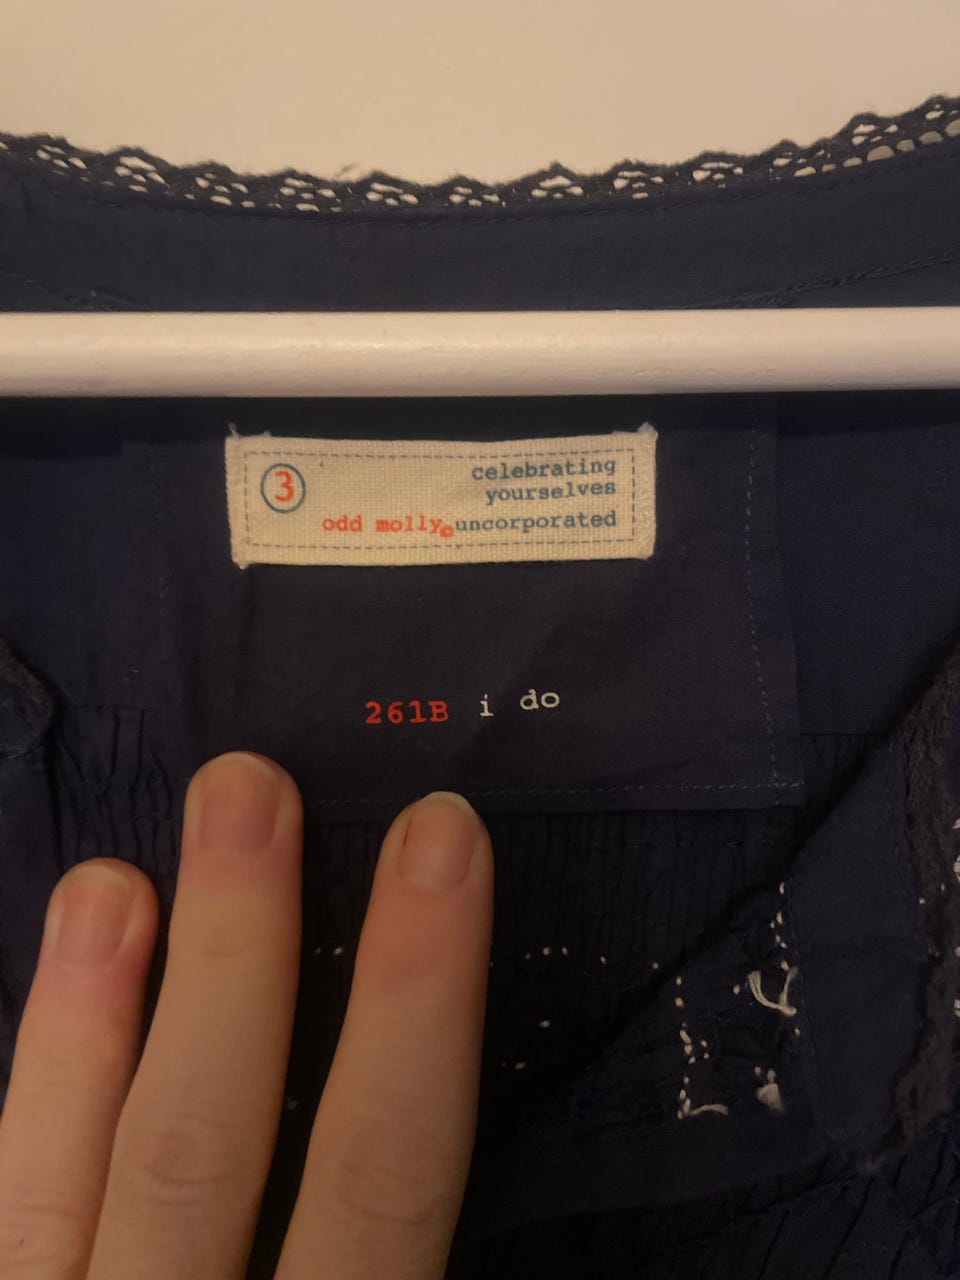 3
celebrating
yourselves
odd molly©uncorporated
261B i do